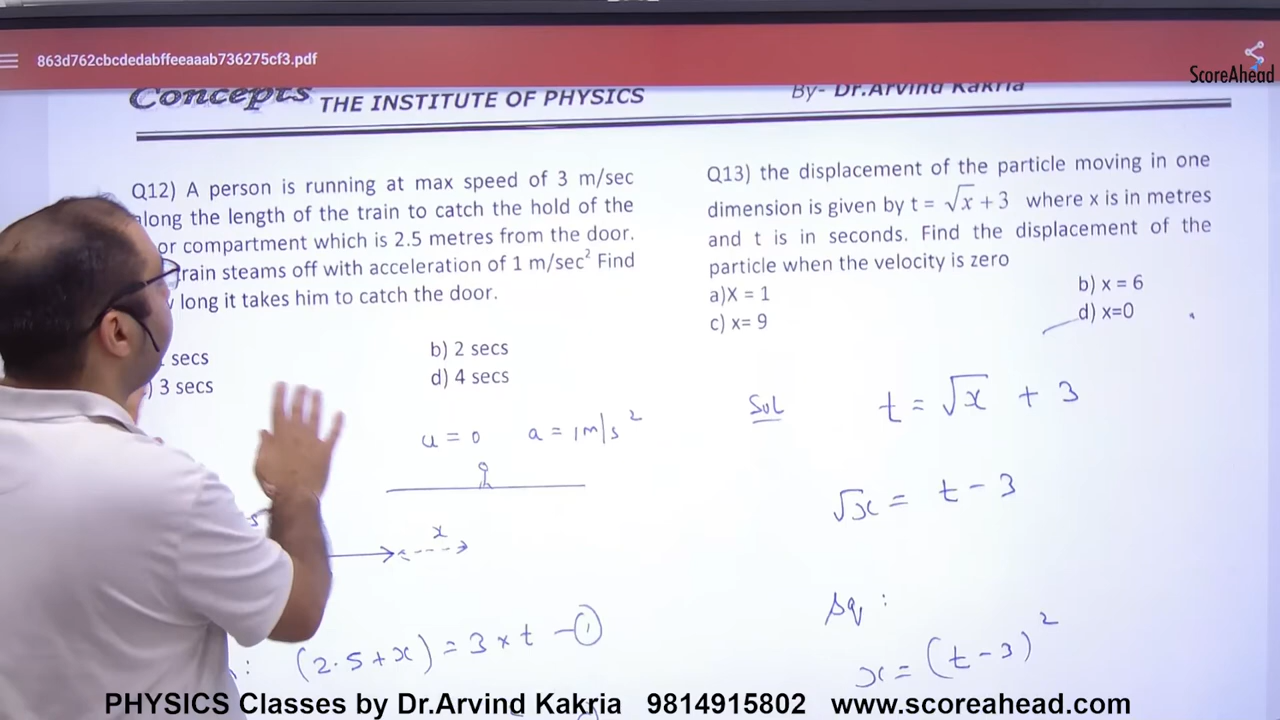 863d762cbcdedabffeeaaab736275cf3.pdf
ScoreAhead
Concepts THE INSTITUTE OF PHYSICS
By- Dr.Arvind Kakria
Q12) A person is running at max speed of 3 m/sec
along the length of the train to catch the hold of the
or compartment which is 2.5 metres from the door.
rain steams off with acceleration of 1 m/sec² Find
long it takes him to catch the door.
secs
b) 2 secs
) 3 secs
d) 4 secs
u = 0 a = 1m/s²
x
(2.5+x) = 3×t -①
Q13) the displacement of the particle moving in one
dimension is given by t = √x + 3 where x is in metres
and t is in seconds. Find the displacement of the
particle when the velocity is zero
a)X = 1
b) x = 6
c) x= 9
d) x=0
Sol t = √x + 3
√x = t - 3
Sq :
x = (t - 3)²
PHYSICS Classes by Dr.Arvind Kakria 9814915802 www.scoreahead.com